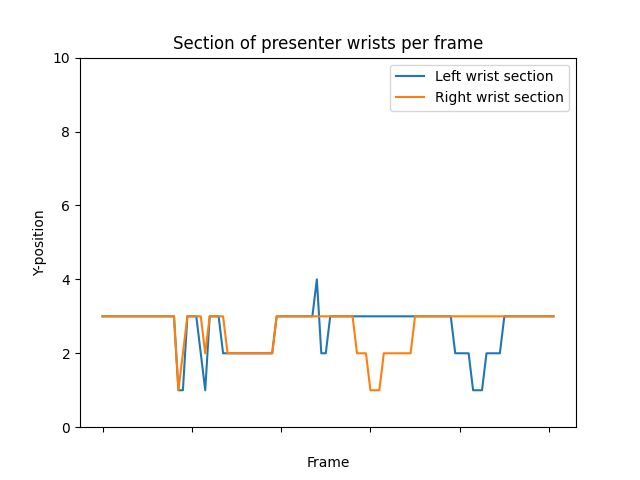 Section of presenter wrists per frame
Left wrist section
Right wrist section
10
8
6
4
2
0
Y-position
Frame